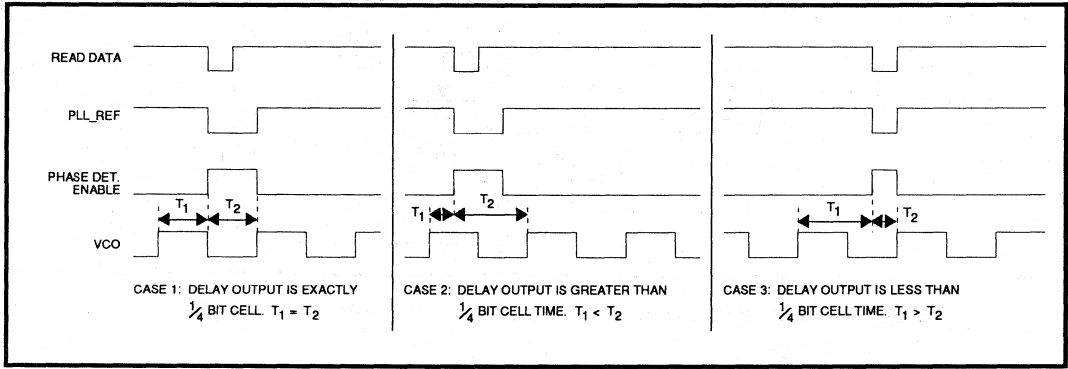 READ DATA
PLL_REF
PHASE DET.
ENABLE
T1 T2
VCO
CASE 1: DELAY OUTPUT IS EXACTLY
1/4 BIT CELL. T1 = T2
T1 T2
CASE 2: DELAY OUTPUT IS GREATER THAN
1/4 BIT CELL TIME. T1 < T2
T1 T2
CASE 3: DELAY OUTPUT IS LESS THAN
1/4 BIT CELL TIME. T1 > T2